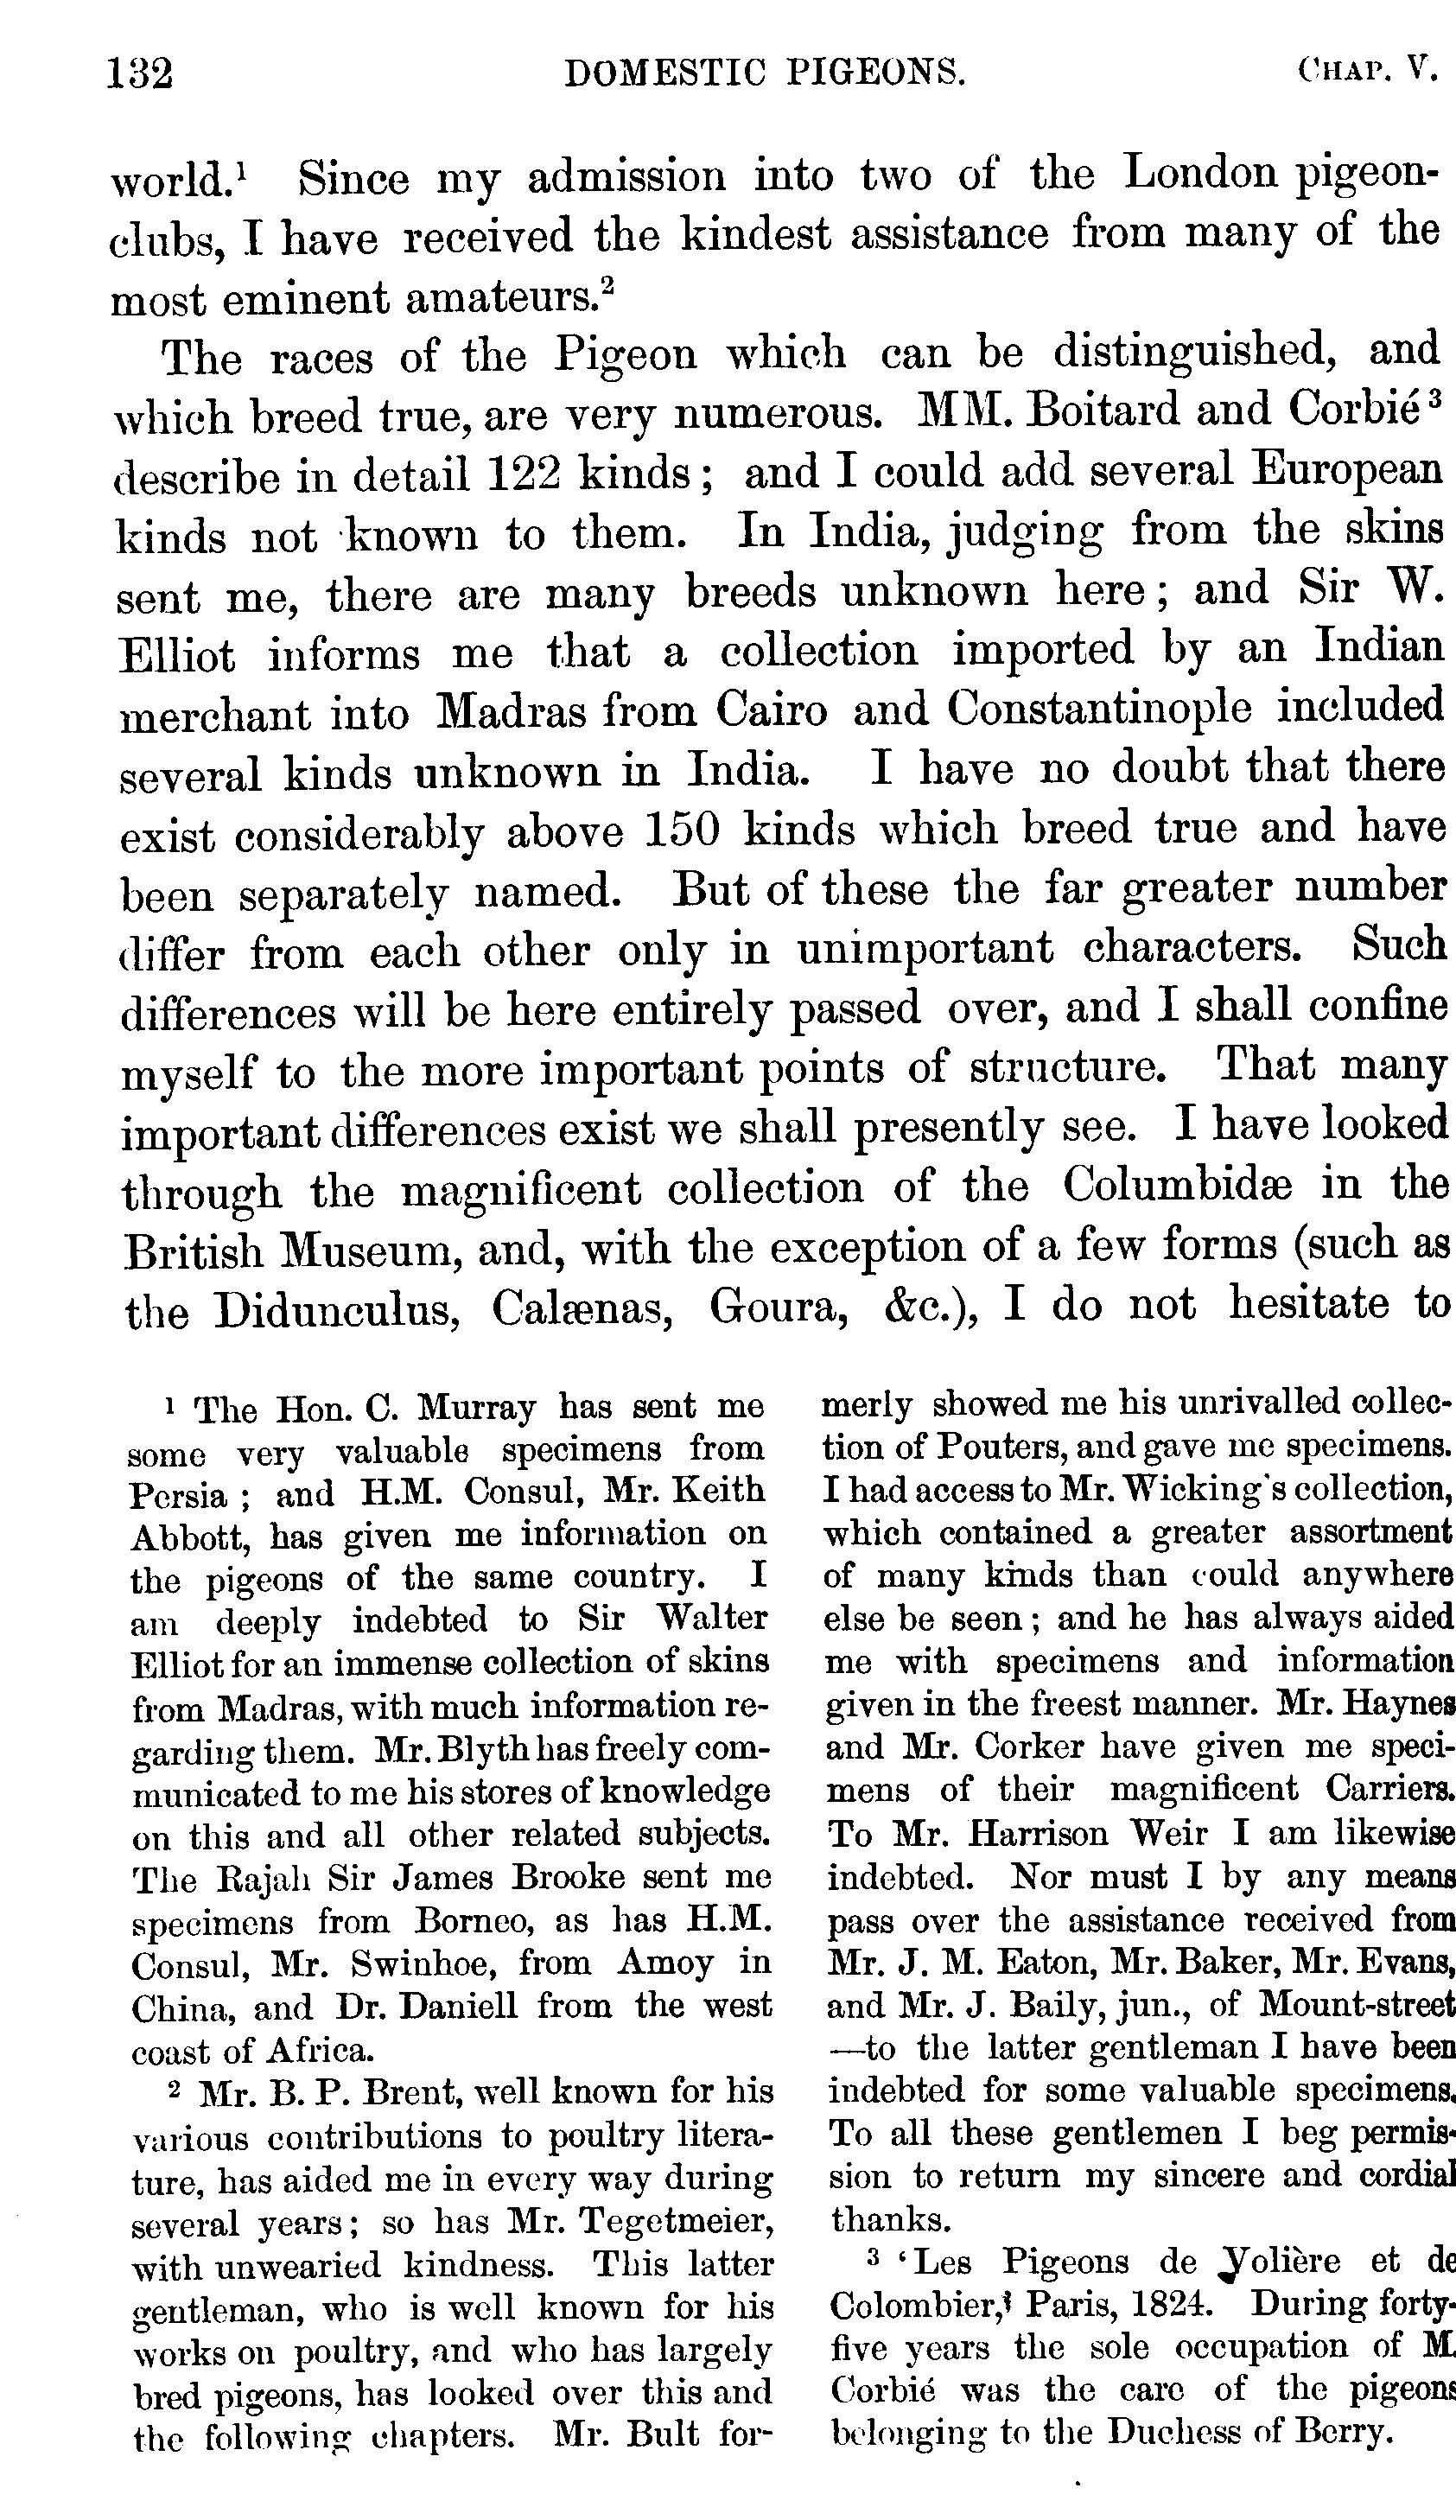 132 DOMESTIC PIGEONS. CHAP. V.
world.¹ Since my admission into two of the London pigeon-
clubs, I have received the kindest assistance from many of the
most eminent amateurs.²
The races of the Pigeon which can be distinguished, and
which breed true, are very numerous. MM. Boitard and Corbié³
describe in detail 122 kinds; and I could add several European
kinds not known to them. In India, judging from the skins
sent me, there are many breeds unknown here; and Sir W.
Elliot informs me that a collection imported by an Indian
merchant into Madras from Cairo and Constantinople included
several kinds unknown in India. I have no doubt that there
exist considerably above 150 kinds which breed true and have
been separately named. But of these the far greater number
differ from each other only in unimportant characters. Such
differences will be here entirely passed over, and I shall confine
myself to the more important points of structure. That many
important differences exist we shall presently see. I have looked
through the magnificent collection of the Columbidæ in the
British Museum, and, with the exception of a few forms (such as
the Didunculus, Calænas, Goura, &c.), I do not hesitate to
¹ The Hon. C. Murray has sent me
some very valuable specimens from
Persia; and H.M. Consul, Mr. Keith
Abbott, has given me information on
the pigeons of the same country. I
am deeply indebted to Sir Walter
Elliot for an immense collection of skins
from Madras, with much information re-
garding them. Mr. Blyth has freely com-
municated to me his stores of knowledge
on this and all other related subjects.
The Rajah Sir James Brooke sent me
specimens from Borneo, as has H.M.
Consul, Mr. Swinhoe, from Amoy in
China, and Dr. Daniell from the west
coast of Africa.
² Mr. B. P. Brent, well known for his
various contributions to poultry litera-
ture, has aided me in every way during
several years; so has Mr. Tegetmeier,
with unwearied kindness. This latter
gentleman, who is well known for his
works on poultry, and who has largely
bred pigeons, has looked over this and
the following chapters. Mr. Bult for-
merly showed me his unrivalled collec-
tion of Pouters, and gave me specimens.
I had access to Mr. Wicking's collection,
which contained a greater assortment
of many kinds than could anywhere
else be seen; and he has always aided
me with specimens and information
given in the freest manner. Mr. Haynes
and Mr. Corker have given me speci-
mens of their magnificent Carriers.
To Mr. Harrison Weir I am likewise
indebted. Nor must I by any means
pass over the assistance received from
Mr. J. M. Eaton, Mr. Baker, Mr. Evans,
and Mr. J. Baily, jun., of Mount-street
—to the latter gentleman I have been
indebted for some valuable specimens.
To all these gentlemen I beg permis-
sion to return my sincere and cordial
thanks.
³ 'Les Pigeons de Volière et de
Colombier,' Paris, 1824. During forty-
five years the sole occupation of M.
Corbié was the care of the pigeons
belonging to the Duchess of Berry.